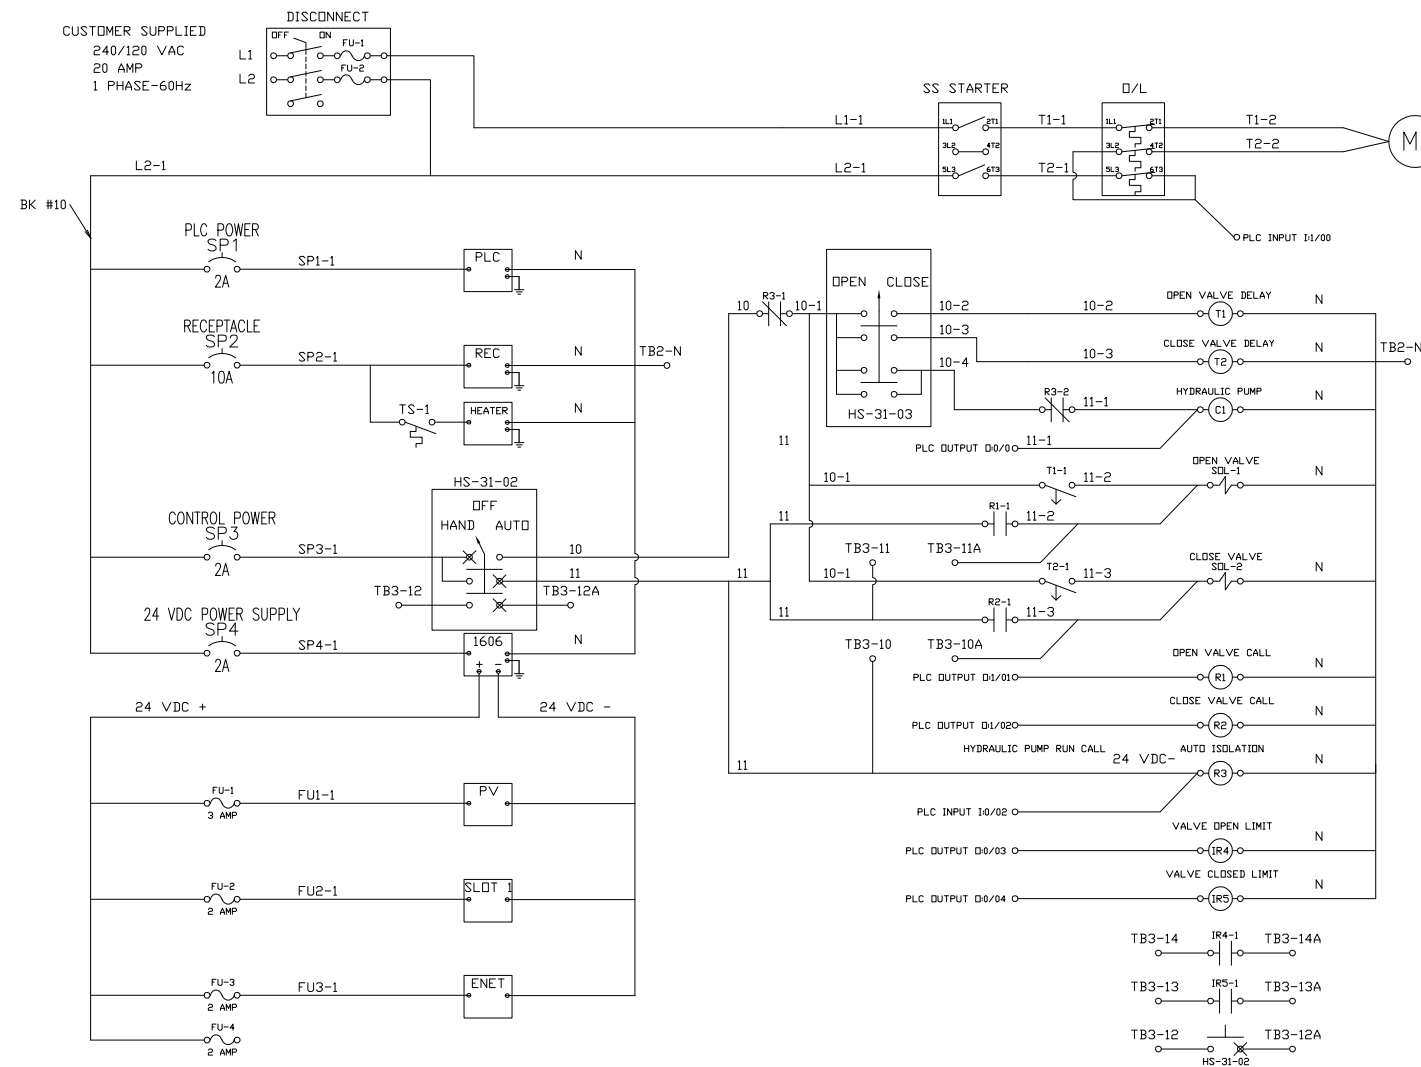 DISCONNECT
CUSTOMER SUPPLIED
240/120 VAC
20 AMP
1 PHASE-60Hz
OFF ON
L1 FU-1
L2 FU-2
SS STARTER O/L
L1-1 1L1 2T1 T1-1 1L1 2T1 T1-2
3L2 4T2 3L2 4T2 T2-2
M
L2-1 L2-1 5L3 6T3 T2-1 5L3 6T3
BK #10
PLC INPUT I:1/00
PLC POWER
SP1
2A
SP1-1 PLC N
OPEN CLOSE
10 R3-1 10-1 10-2 10-2 OPEN VALVE DELAY
T1 N
RECEPTACLE
SP2
10A
SP2-1 REC N TB2-N
10-3 10-3 CLOSE VALVE DELAY
T2 N TB2-N
10-4
R3-2 11-1 HYDRAULIC PUMP
C1 N
TS-1 HEATER N
HS-31-03
11 PLC OUTPUT O:0/0 11-1
HS-31-02
OFF
HAND AUTO
10-1 T1-1 11-2 OPEN VALVE
SOL-1 N
11 R1-1 11-2
CONTROL POWER
SP3
2A
SP3-1 10
TB3-11 TB3-11A
CLOSE VALVE
SOL-2 N
11 11 10-1 T2-1 11-3
TB3-12 TB3-12A
11 R2-1 11-3
24 VDC POWER SUPPLY
SP4
2A
SP4-1 1606 N
+ -
TB3-10 TB3-10A
OPEN VALVE CALL
PLC OUTPUT O:1/01 R1 N
24 VDC + 24 VDC -
CLOSE VALVE CALL
PLC OUTPUT O:1/02 R2 N
HYDRAULIC PUMP RUN CALL AUTO ISOLATION
24 VDC-
11 R3 N
FU-1
3 AMP
FU1-1 PV
PLC INPUT I:0/02
VALVE OPEN LIMIT
PLC OUTPUT O:0/03 IR4 N
FU-2
2 AMP
FU2-1 SLOT 1
VALVE CLOSED LIMIT
PLC OUTPUT O:0/04 IR5 N
TB3-14 IR4-1 TB3-14A
FU-3
2 AMP
FU3-1 ENET
TB3-13 IR5-1 TB3-13A
FU-4
2 AMP
TB3-12 TB3-12A
HS-31-02